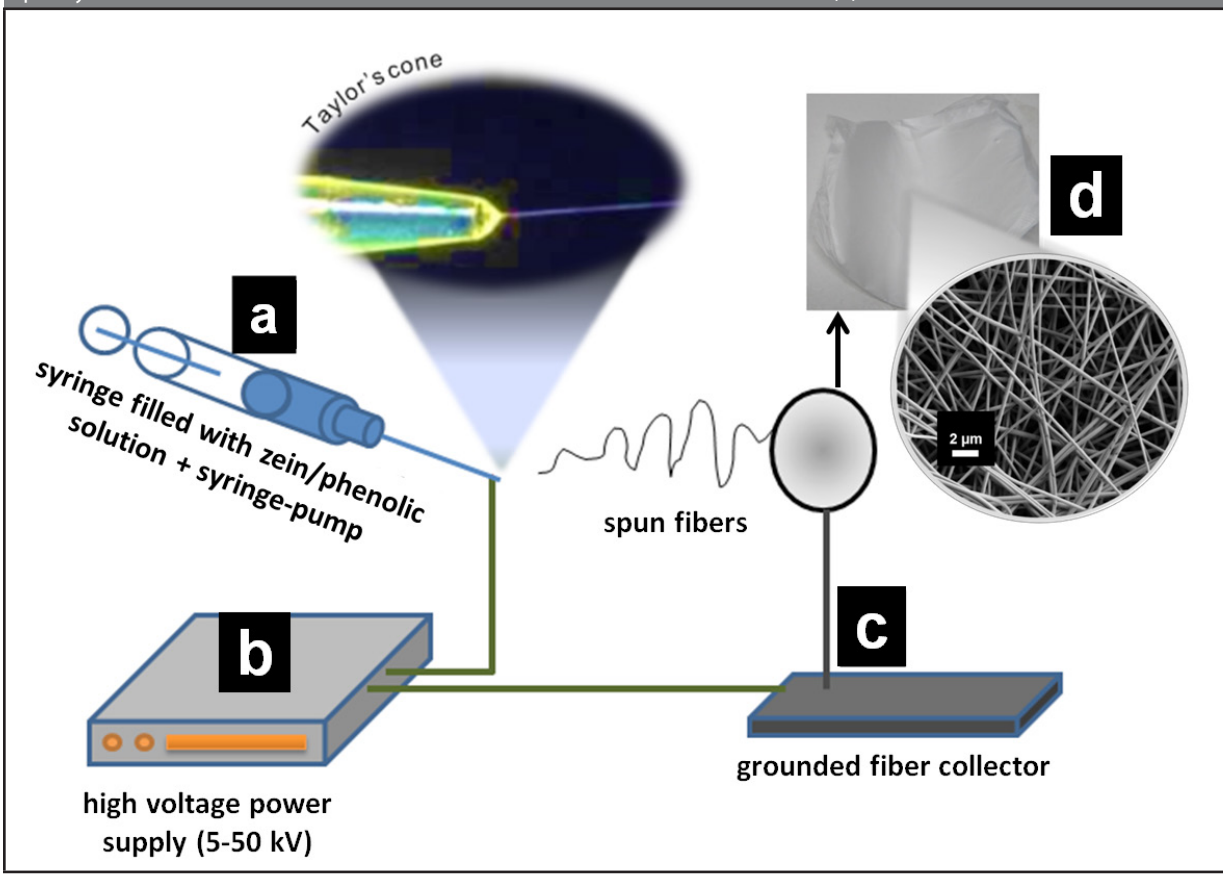 Taylor's cone
a
d
syringe filled with zein/phenolic
solution + syringe-pump
2 µm
spun fibers
b
c
grounded fiber collector
high voltage power
supply (5-50 kV)